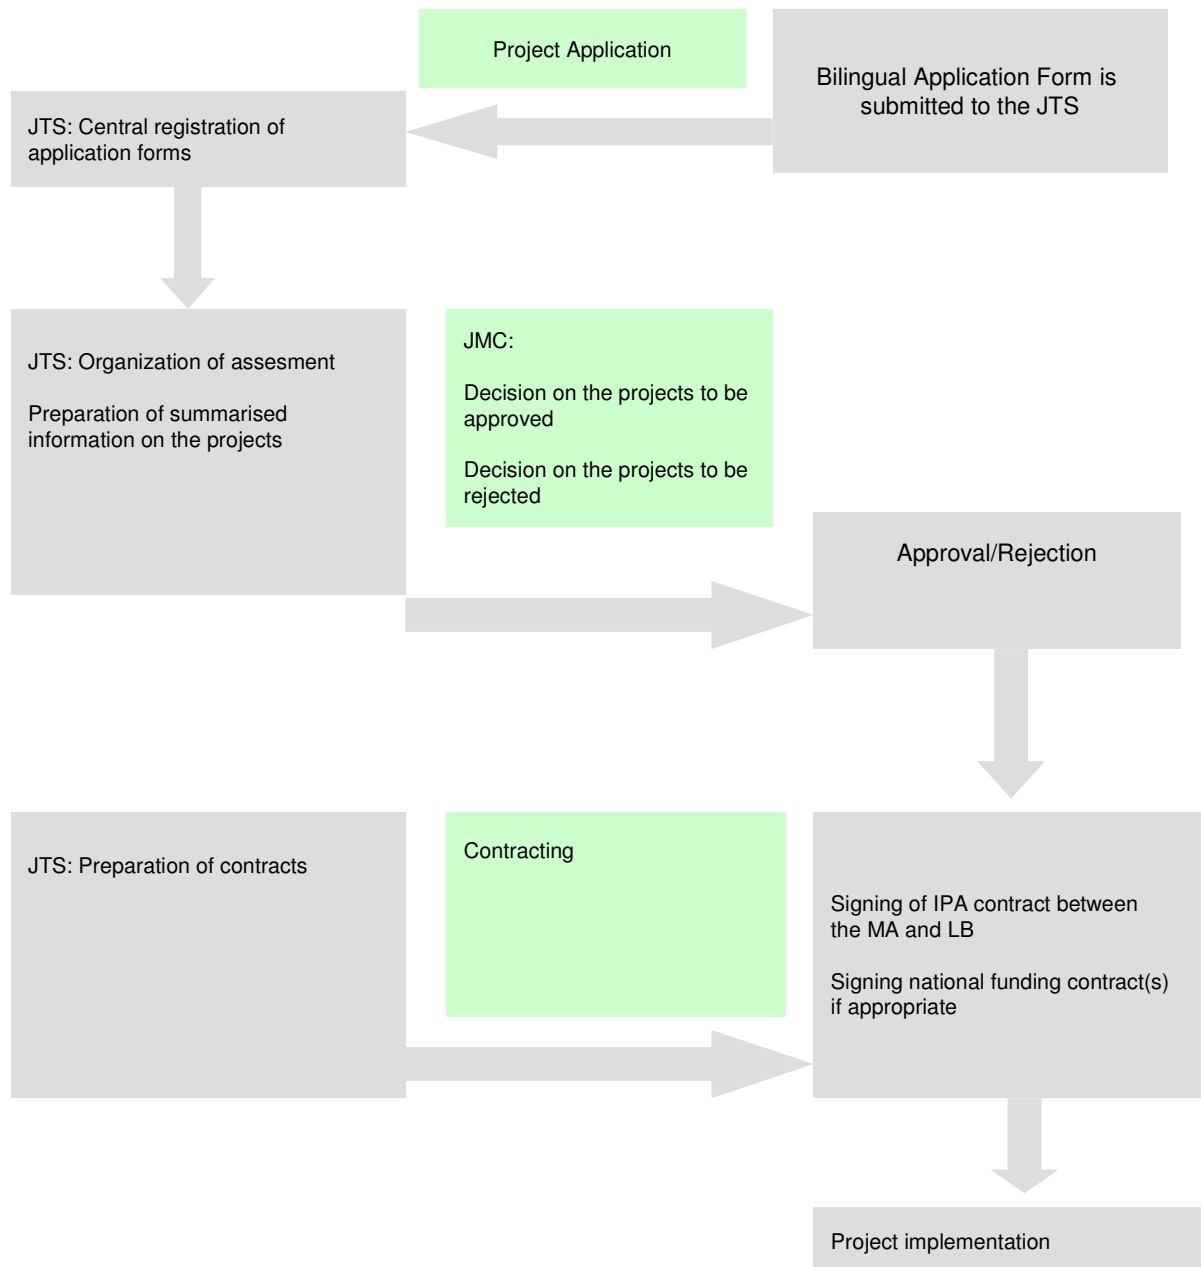 Project Application
Bilingual Application Form is
submitted to the JTS
JTS: Central registration of
application forms
JTS: Organization of assesment
Preparation of summarised
information on the projects
JMC:
Decision on the projects to be
approved
Decision on the projects to be
rejected
Approval/Rejection
JTS: Preparation of contracts
Contracting
Signing of IPA contract between
the MA and LB
Signing national funding contract(s)
if appropriate
Project implementation